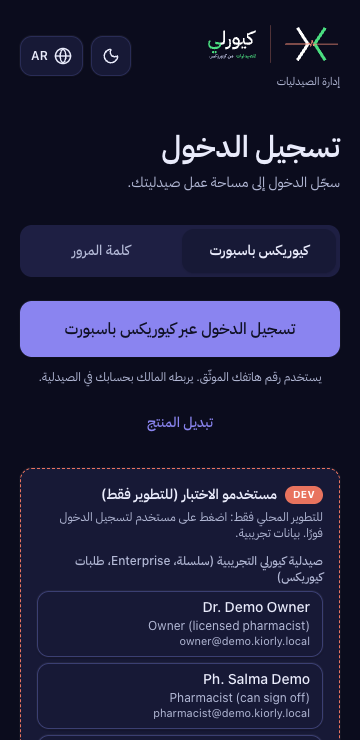 AR
كيورلي
للصيدليات من كيوريكس
إدارة الصيدليات
تسجيل الدخول
سجّل الدخول إلى مساحة عمل صيدليتك.
كيوريكس باسبورت
كلمة المرور
تسجيل الدخول عبر كيوريكس باسبورت
يستخدم رقم هاتفك الموثّق. يربطه المالك بحسابك في الصيدلية.
تبديل المنتج
DEV مستخدمو الاختبار (للتطوير فقط)
للتطوير المحلي فقط: اضغط على مستخدم لتسجيل الدخول
فورًا. بيانات تجريبية.
صيدلية كيورلي التجريبية (سلسلة، Enterprise، طلبات
كيوريكس)
Dr. Demo Owner
Owner (licensed pharmacist)
owner@demo.kiorly.local
Ph. Salma Demo
Pharmacist (can sign off)
pharmacist@demo.kiorly.local